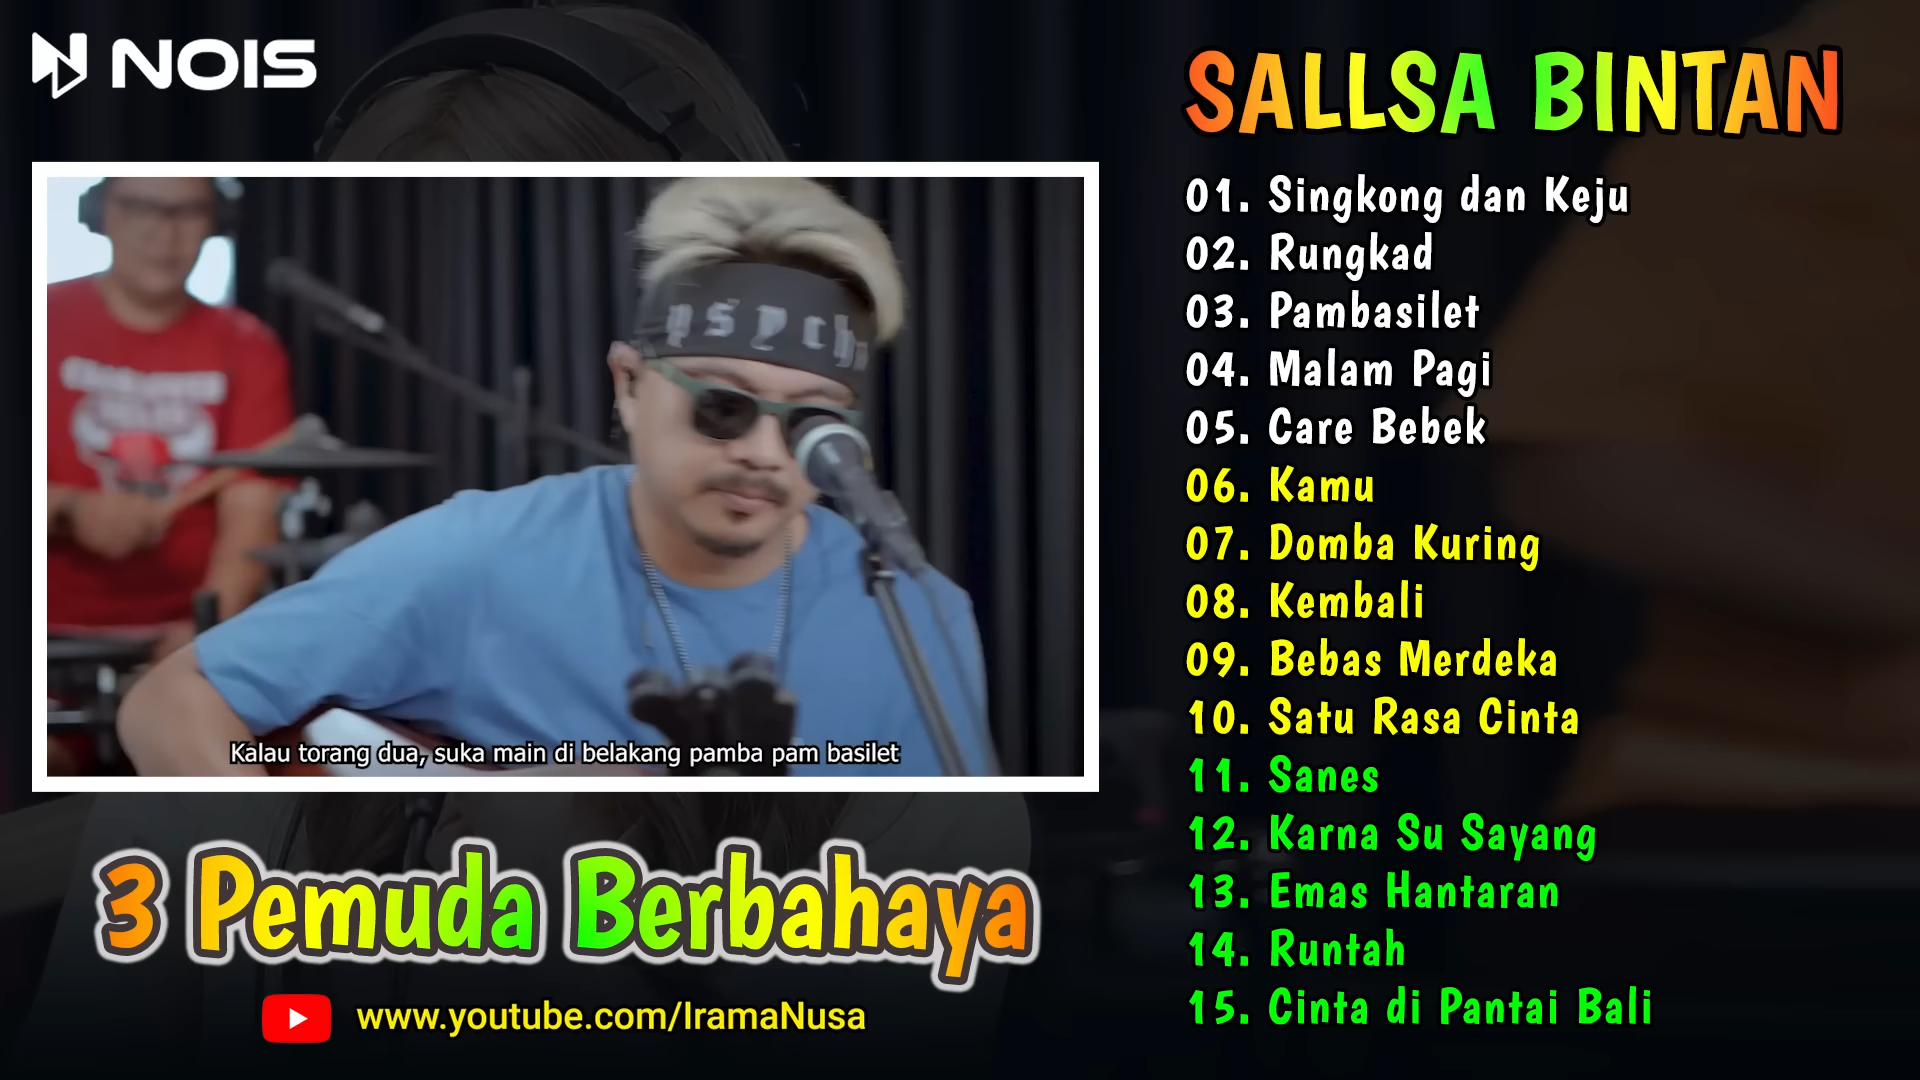 NOIS
SALLSA BINTAN
01. Singkong dan Keju
02. Rungkad
03. Pambasilet
04. Malam Pagi
05. Care Bebek
06. Kamu
07. Domba Kuring
08. Kembali
09. Bebas Merdeka
10. Satu Rasa Cinta
11. Sanes
12. Karna Su Sayang
13. Emas Hantaran
14. Runtah
15. Cinta di Pantai Bali
psych
Kalau torang dua, suka main di belakang pamba pam basilet
3 Pemuda Berbahaya
www.youtube.com/IramaNusa